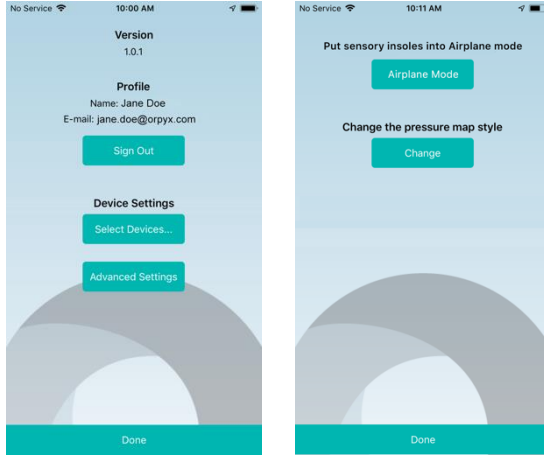 No Service 10:00 AM
Version
1.0.1
Profile
Name: Jane Doe
E-mail: jane.doe@orpyx.com
Sign Out
Device Settings
Select Devices...
Advanced Settings
Done
No Service 10:11 AM
Put sensory insoles into Airplane mode
Airplane Mode
Change the pressure map style
Change
Done